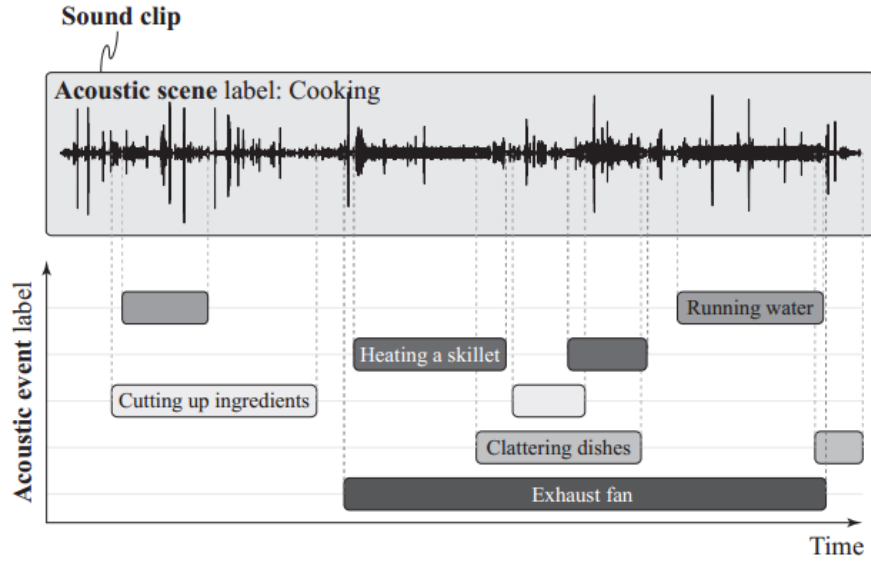 Sound clip
Acoustic scene label: Cooking
Acoustic event label
Running water
Heating a skillet
Cutting up ingredients
Clattering dishes
Exhaust fan
Time